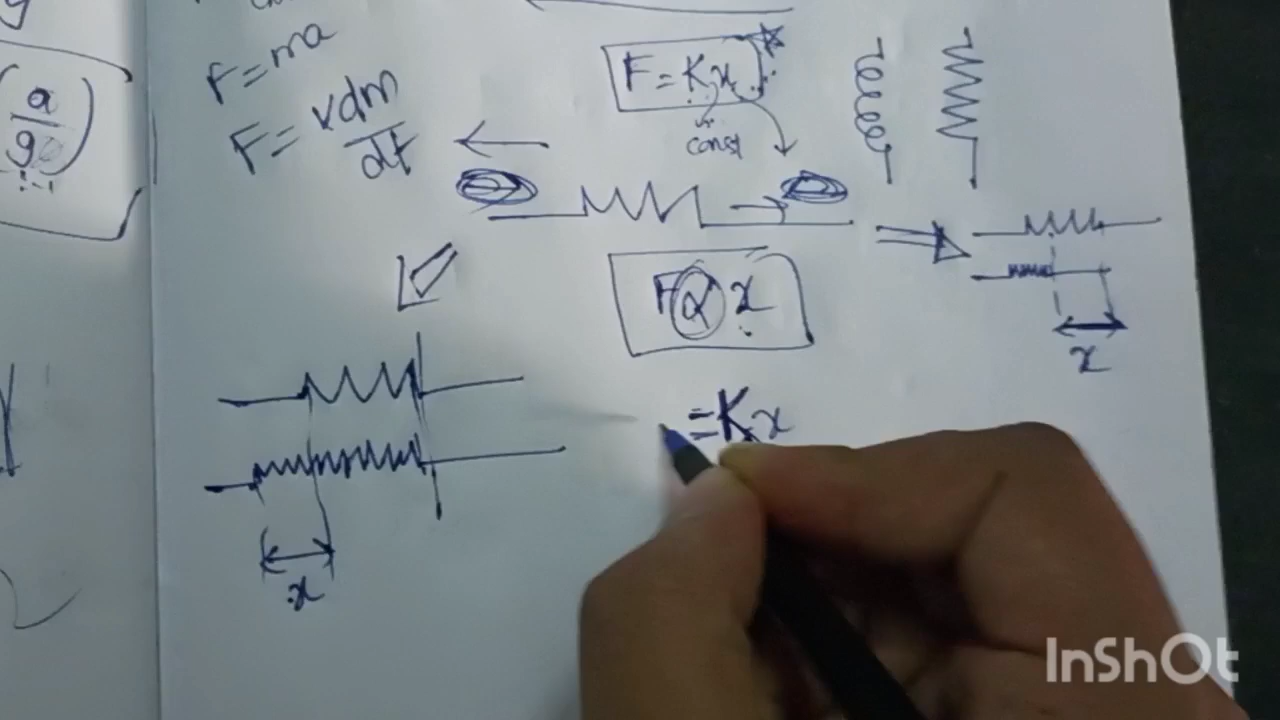 F = ma
F = vdm/dt
a/g
F = Kx
const
F α x
x
= Kx
x
InShOt